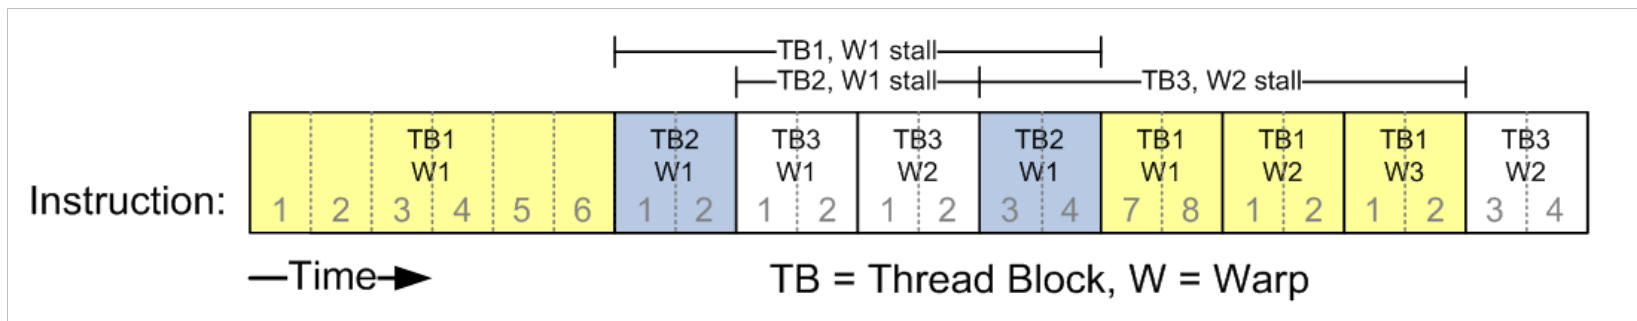 TB1, W1 stall
TB2, W1 stall
TB3, W2 stall
TB1 TB2 TB3 TB3 TB2 TB1 TB1 TB1 TB3
W1 W1 W1 W2 W1 W1 W2 W3 W2
Instruction: 1 2 3 4 5 6 1 2 1 2 1 2 3 4 7 8 1 2 1 2 3 4
Time
TB = Thread Block, W = Warp